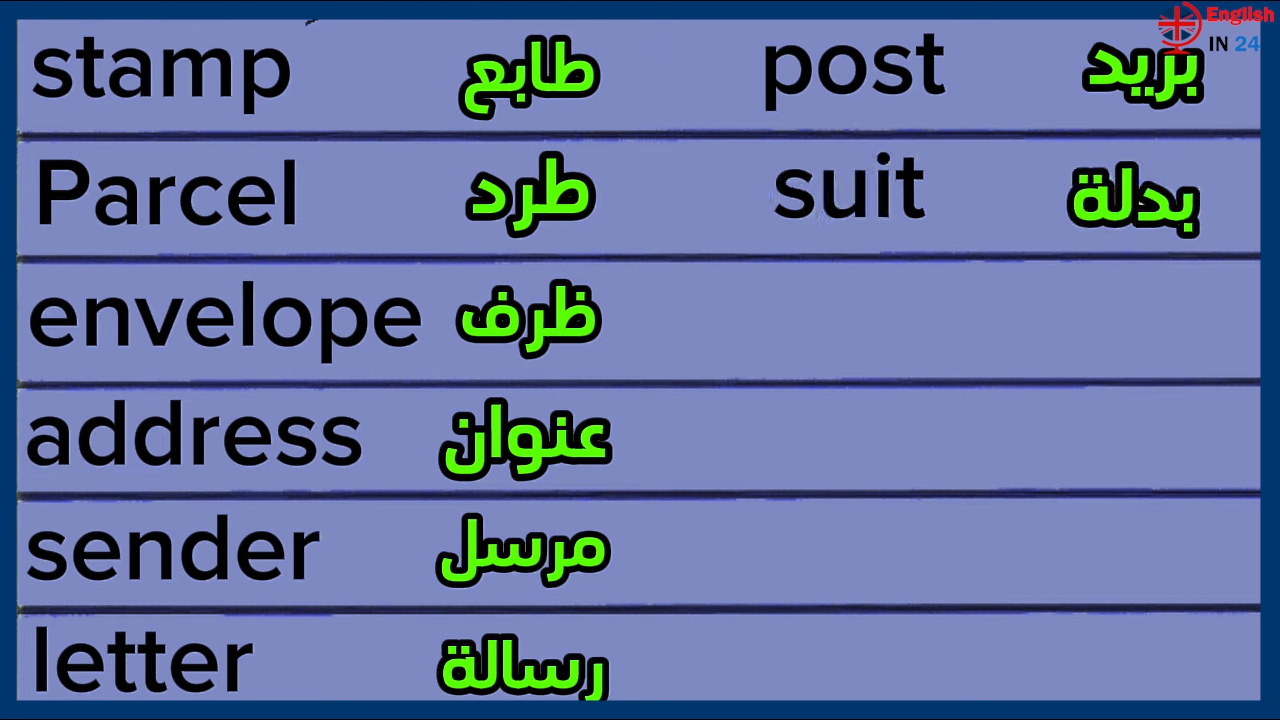 English
IN 24
stamp طابع post بريد
Parcel طرد suit بدلة
envelope ظرف
address عنوان
sender مرسل
letter رسالة